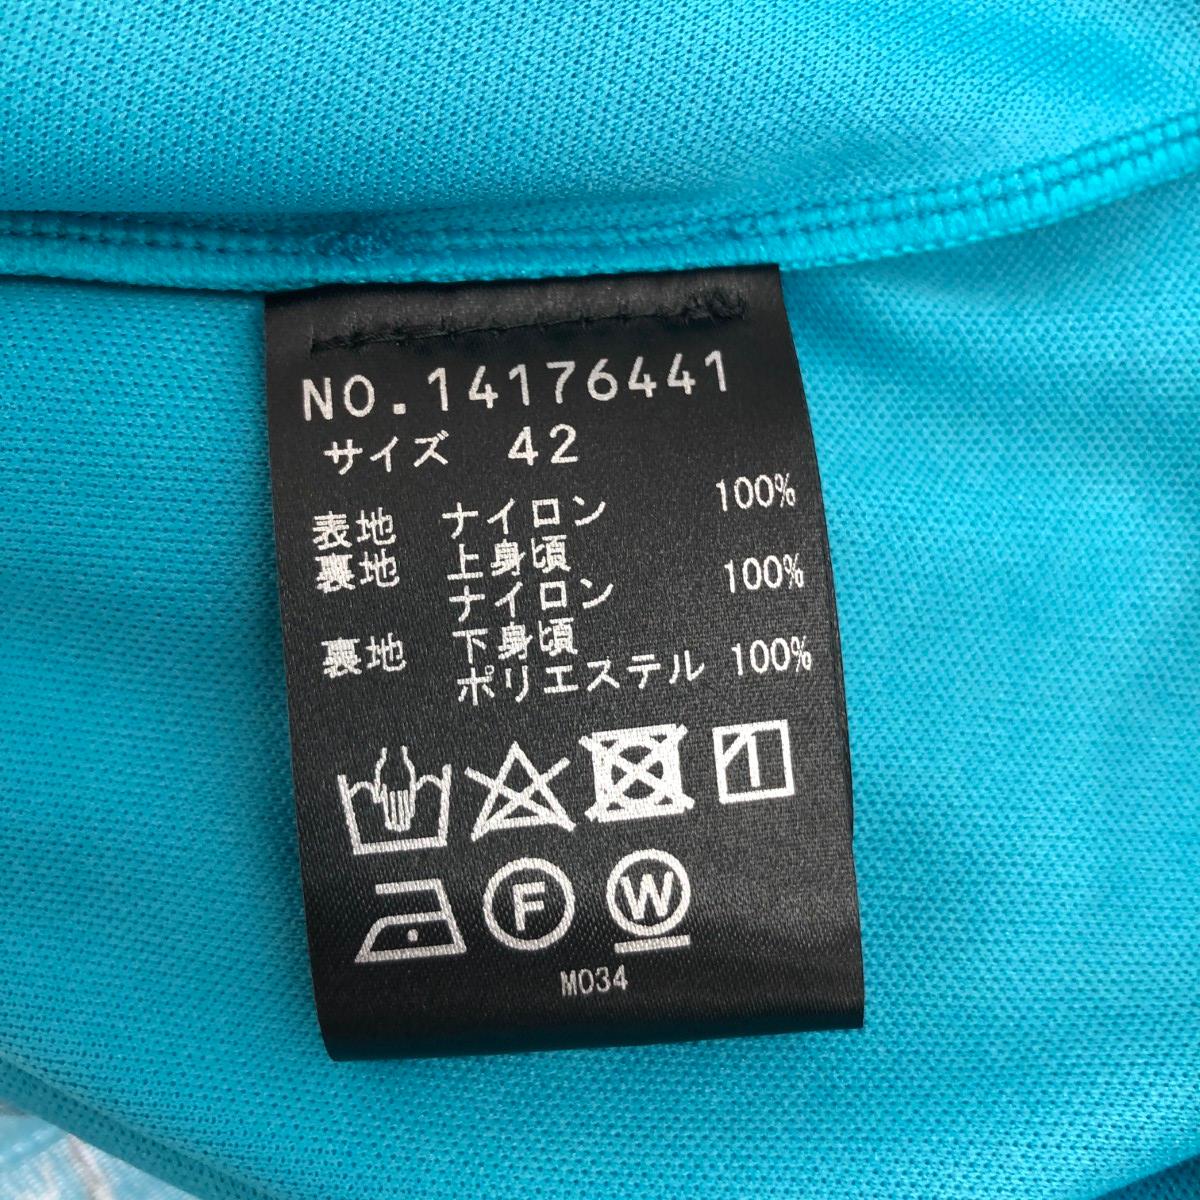 NO.14176441
サイズ 42
表地 ナイロン 100%
裏地 上身頃
ナイロン 100%
裏地 下身頃
ポリエステル 100%
F W
M034